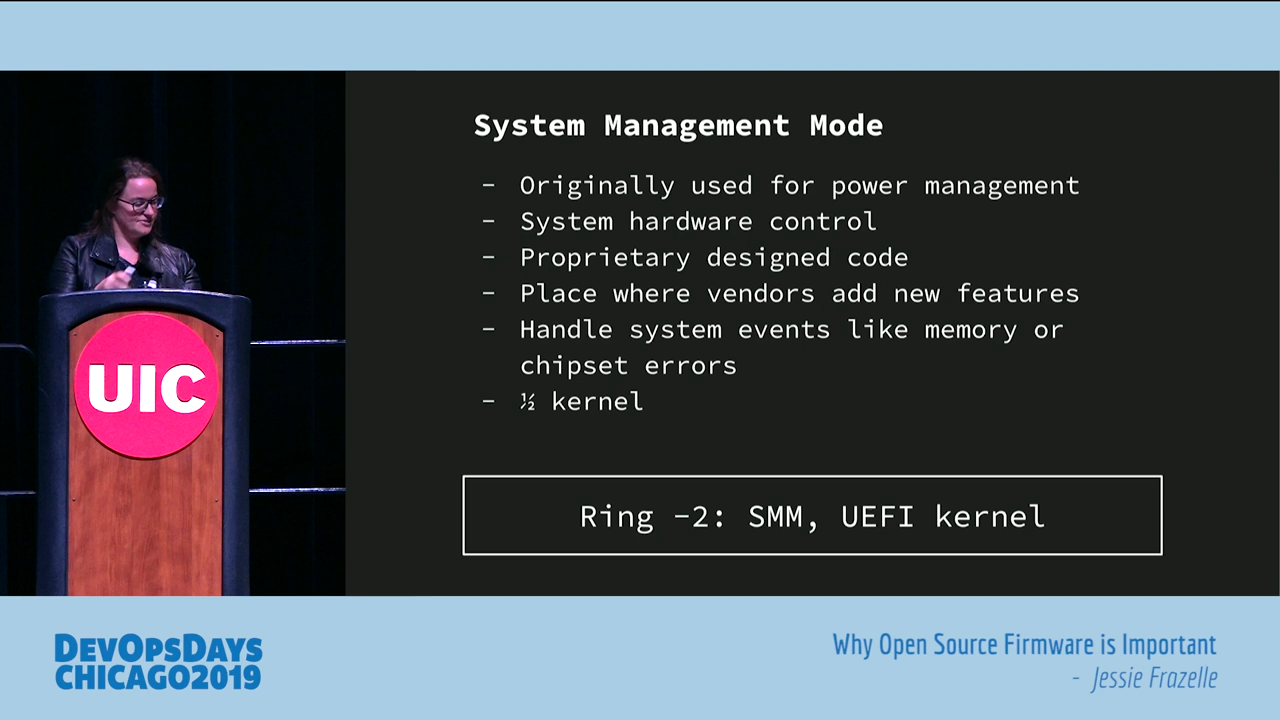 System Management Mode
- Originally used for power management
- System hardware control
- Proprietary designed code
- Place where vendors add new features
- Handle system events like memory or
chipset errors
- ½ kernel
Ring -2: SMM, UEFI kernel
UIC
DEVOPSDAYS
CHICAGO2019
Why Open Source Firmware is Important
- Jessie Frazelle